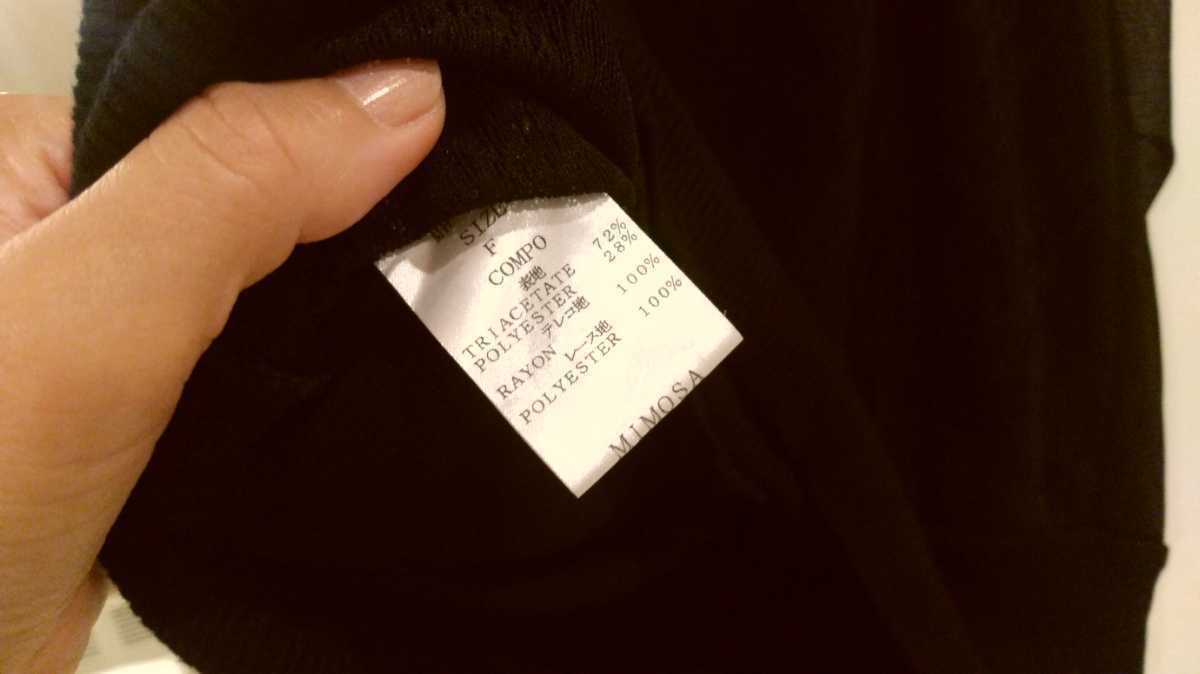 SIZE
F
COMPO
表地
TRIACETATE 72%
POLYESTER 28%
テレコ地
RAYON 100%
レース地
POLYESTER 100%
MIMOSA